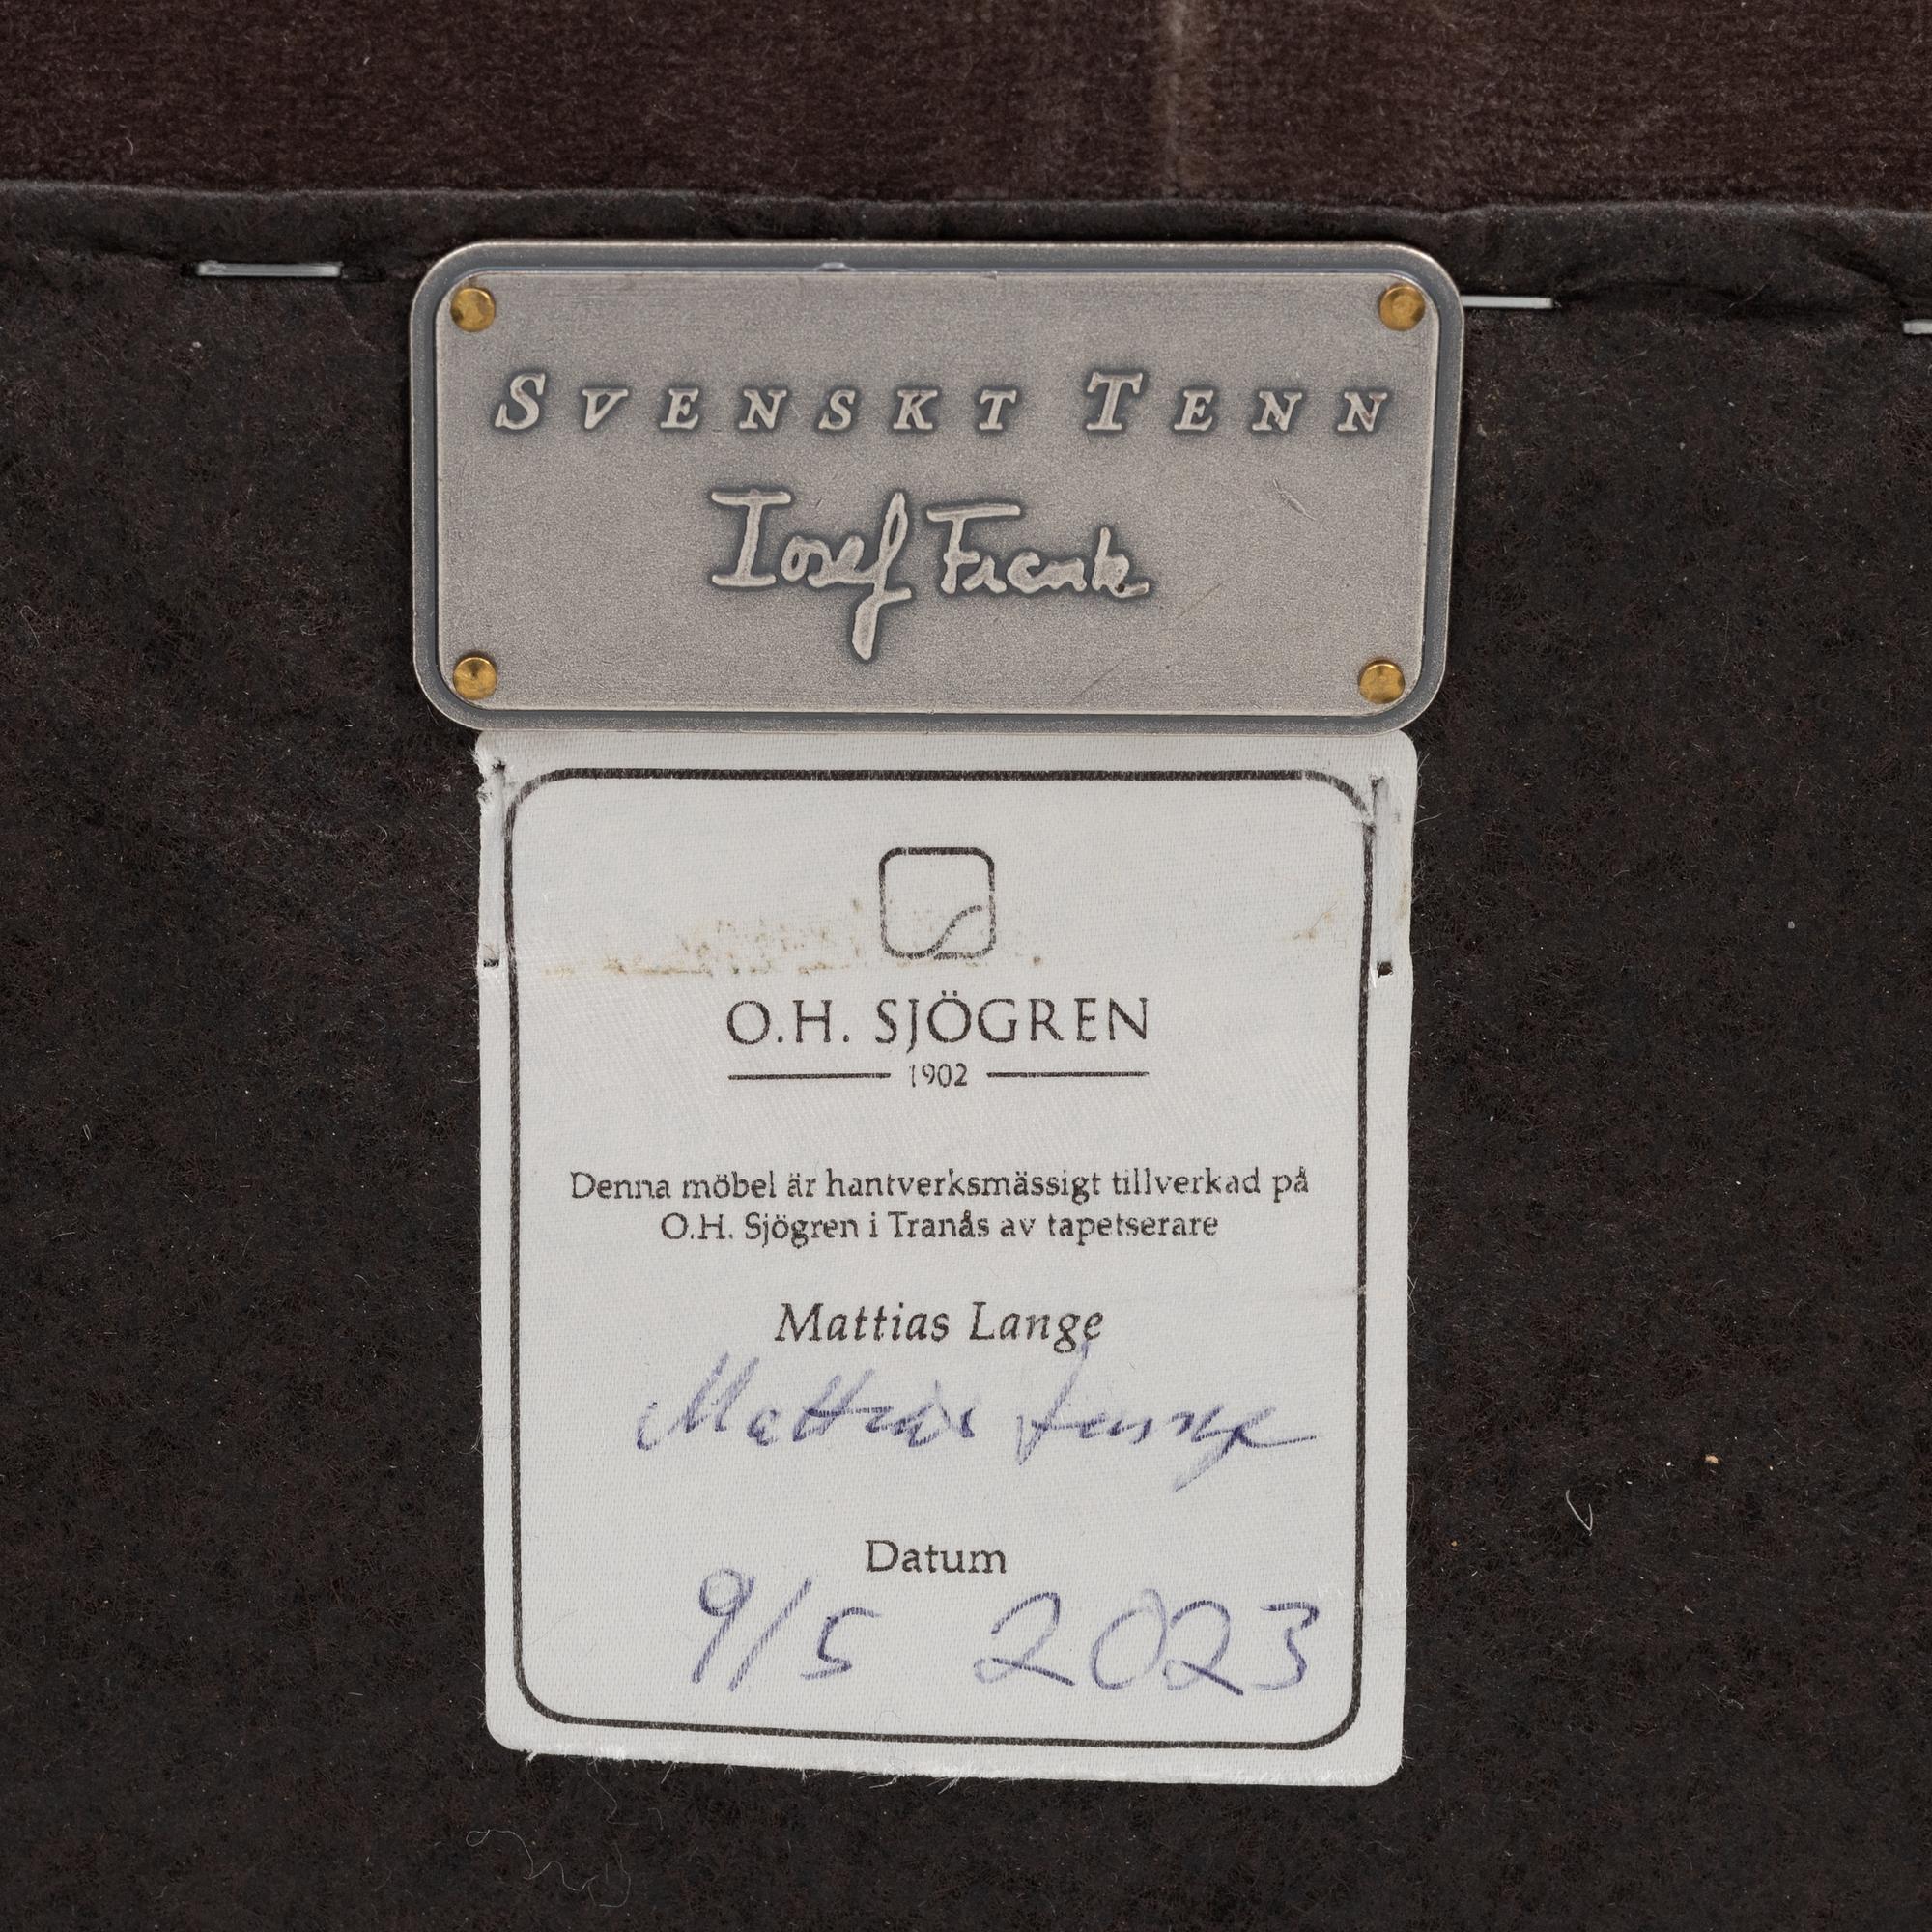 SVENSKT TENN
Josef Frank
O.H. SJÖGREN
1902
Denna möbel är hantverksmässigt tillverkad på
O.H. Sjögren i Tranås av tapetserare
Mattias Lange
Mattias Lange
Datum
9/5 2023